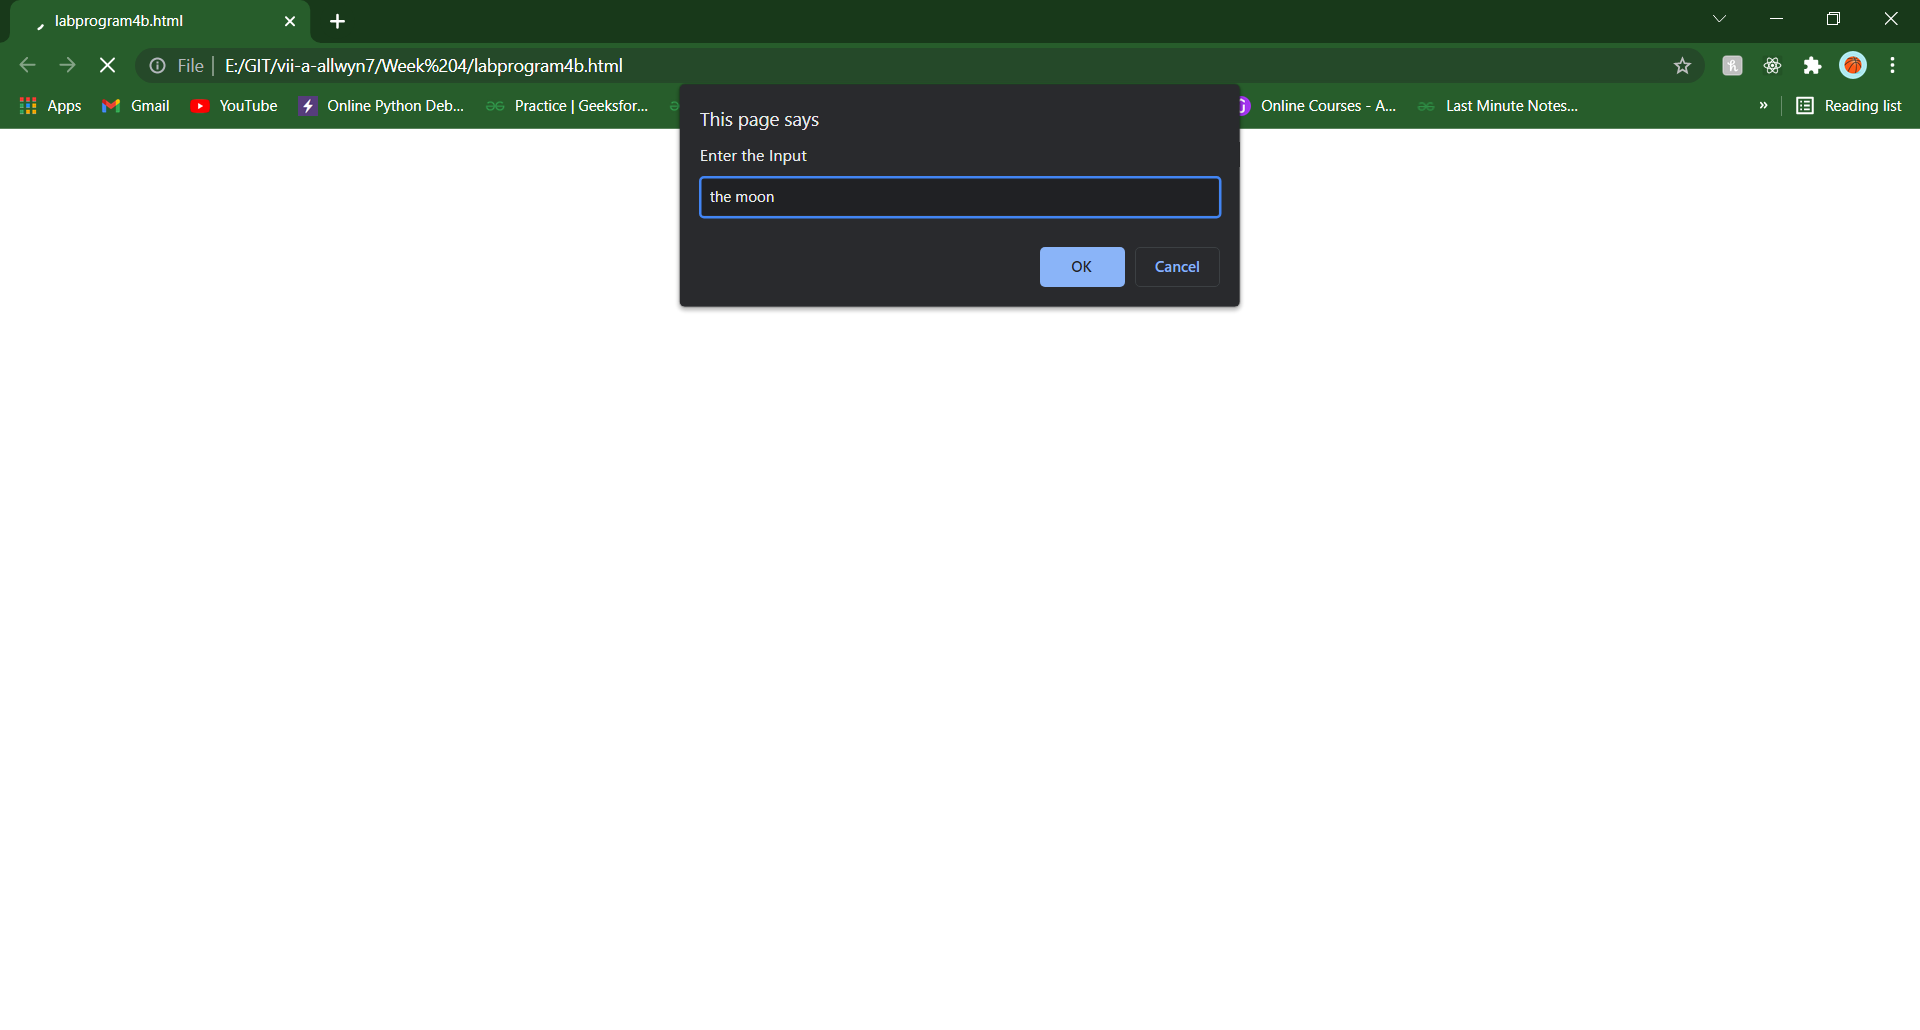 labprogram4b.html
File | E:/GIT/vii-a-allwyn7/Week%204/labprogram4b.html
Apps Gmail YouTube Online Python Deb... Practice | Geeksfor... Online Courses - A... Last Minute Notes... » Reading list
This page says
Enter the Input
the moon
OK Cancel